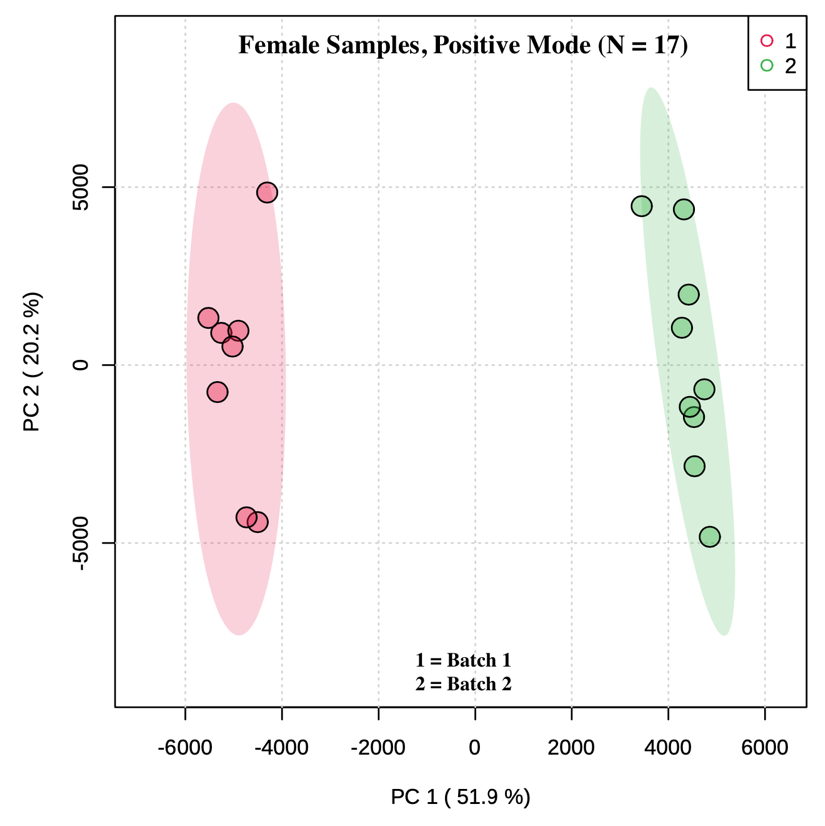 Female Samples, Positive Mode (N = 17)
1
2
5000
0
-5000
PC 2 ( 20.2 %)
1 = Batch 1
2 = Batch 2
-6000 -4000 -2000 0 2000 4000 6000
PC 1 ( 51.9 %)